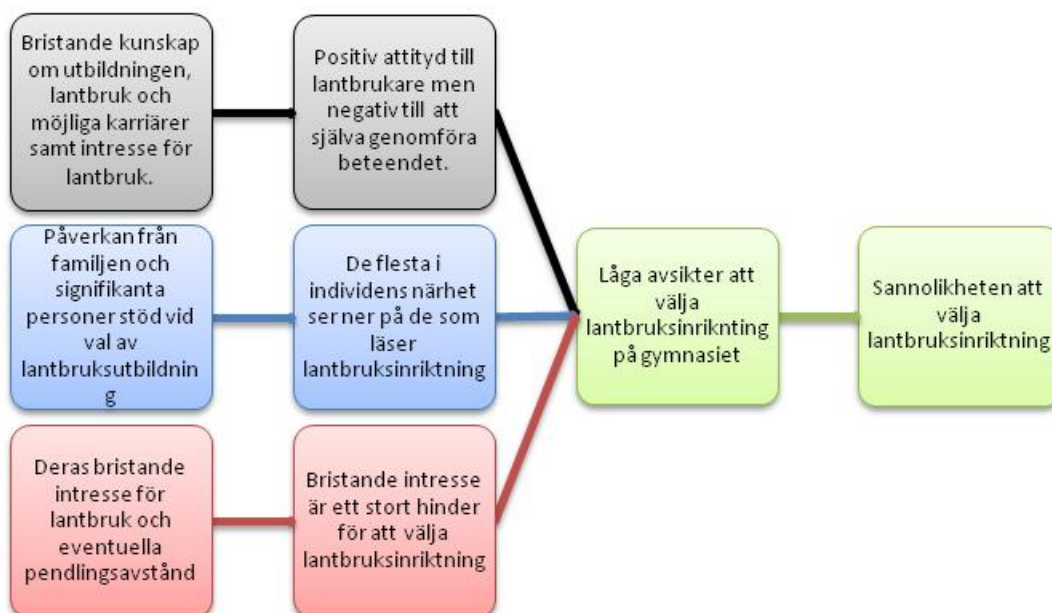 Bristande kunskap
om utbildningen,
lantbruk och
möjliga karriärer
samt intresse för
lantbruk.
Positiv attityd till
lantbrukare men
negativ till att
själva genomföra
beteendet.
Påverkan från
familjen och
signifikanta
personer stöd vid
val av
lantbruksutbildnin
g
De flesta i
individens närhet
ser ner på de som
läser
lantbruksinriktning
Låga avsikter att
välja
lantbruksinriknting
på gymnasiet
Sannolikheten att
välja
lantbruksinriktning
Deras bristande
intresse för
lantbruk och
eventuella
pendlingsavstånd
Bristande intresse
är ett stort hinder
för att välja
lantbruksinriktning